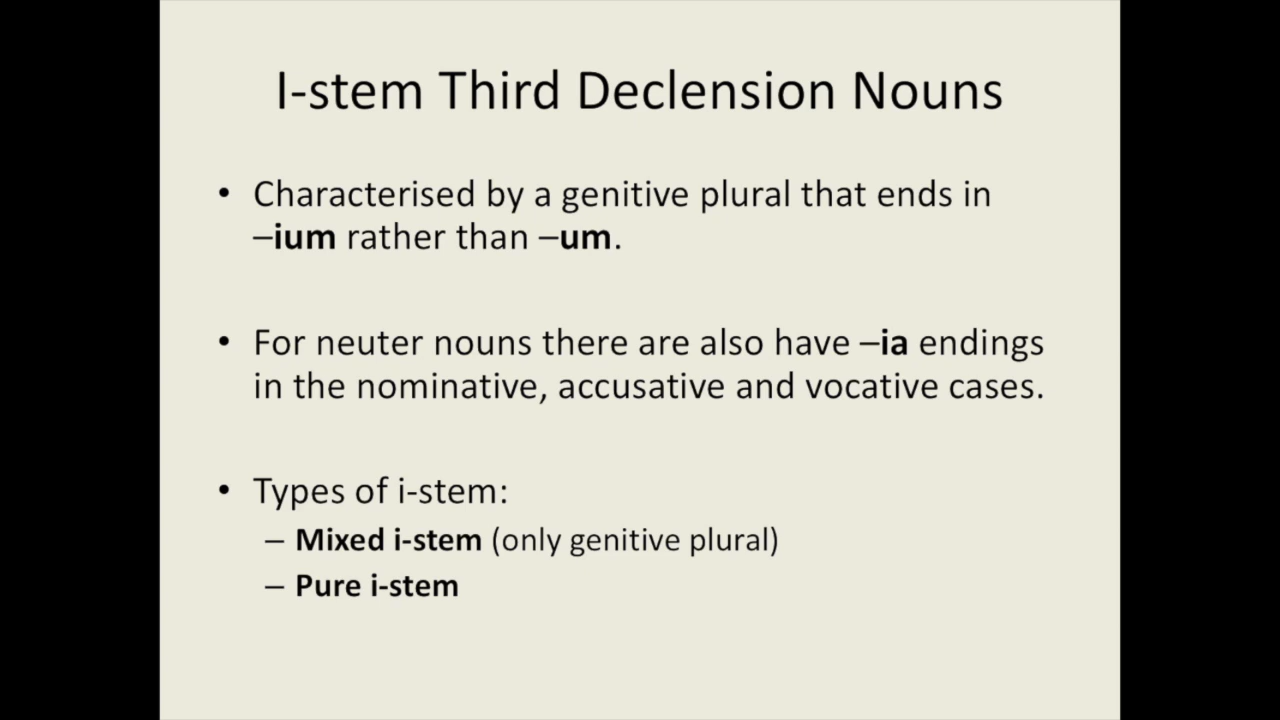 I-stem Third Declension Nouns
• Characterised by a genitive plural that ends in
–ium rather than –um.
• For neuter nouns there are also have –ia endings
in the nominative, accusative and vocative cases.
• Types of i-stem:
– Mixed i-stem (only genitive plural)
– Pure i-stem